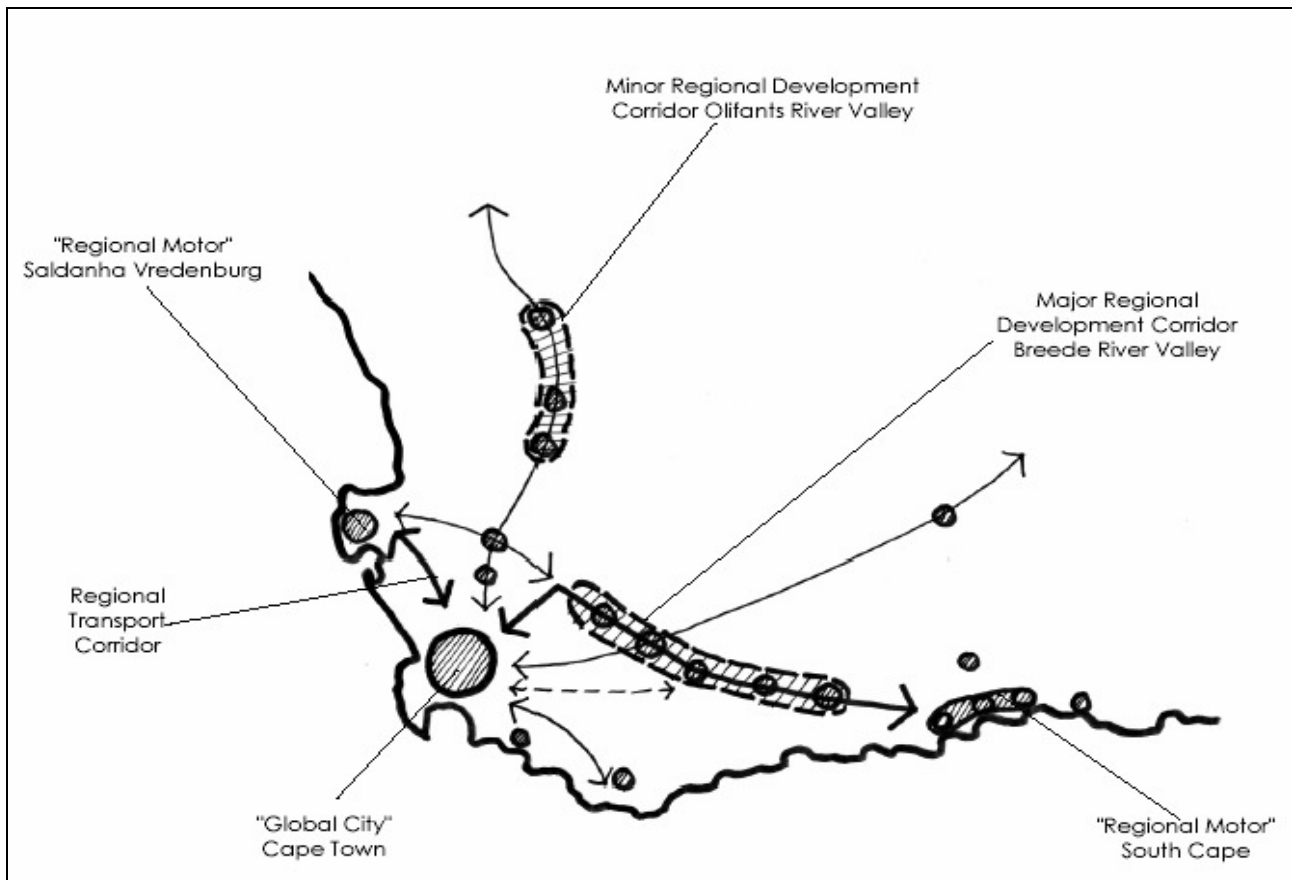 Minor Regional Development
Corridor Olifants River Valley
"Regional Motor"
Saldanha Vredenburg
Major Regional
Development Corridor
Breede River Valley
Regional
Transport
Corridor
"Global City"
Cape Town
"Regional Motor"
South Cape